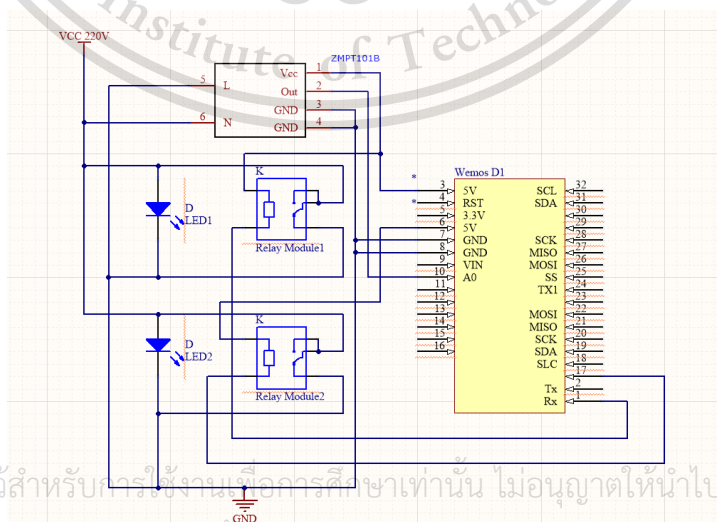 Institute of Techno
VCC 220V
ZMPT101B
5 L Vcc 1
Out 2
6 N GND 3
GND 4
K
D
LED1
Relay Module1
K
D
LED2
Relay Module2
Wemos D1
*
3 5V SCL 32
*
4 RST SDA 31
5 3.3V 30
6 5V 29
7 GND SCK 28
8 GND MISO 27
9 VIN MOSI 26
10 A0 SS 25
11 TX1 24
12 23
13 MOSI 22
14 MISO 21
15 SCK 20
16 SDA 19
SLC 18
17
Tx 2
Rx 1
สำหรับการใช้งานเพื่อการศึกษาเท่านั้น ไม่อนุญาตให้นำไป
GND